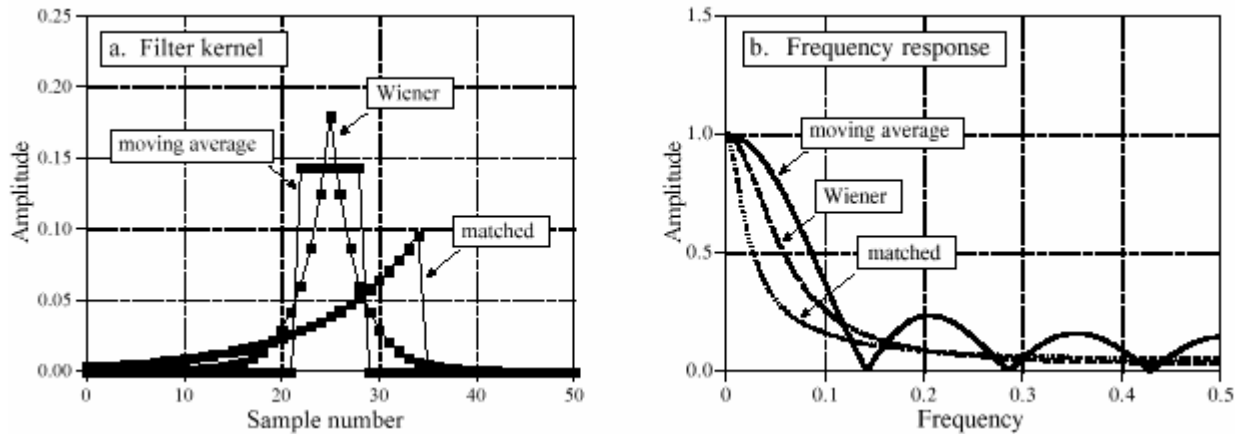 a. Filter kernel
Wiener
moving average
matched
0.25
0.20
0.15
0.10
0.05
0.00
0 10 20 30 40 50
Sample number
Amplitude
b. Frequency response
moving average
Wiener
matched
1.5
1.0
0.5
0.0
0 0.1 0.2 0.3 0.4 0.5
Frequency
Amplitude